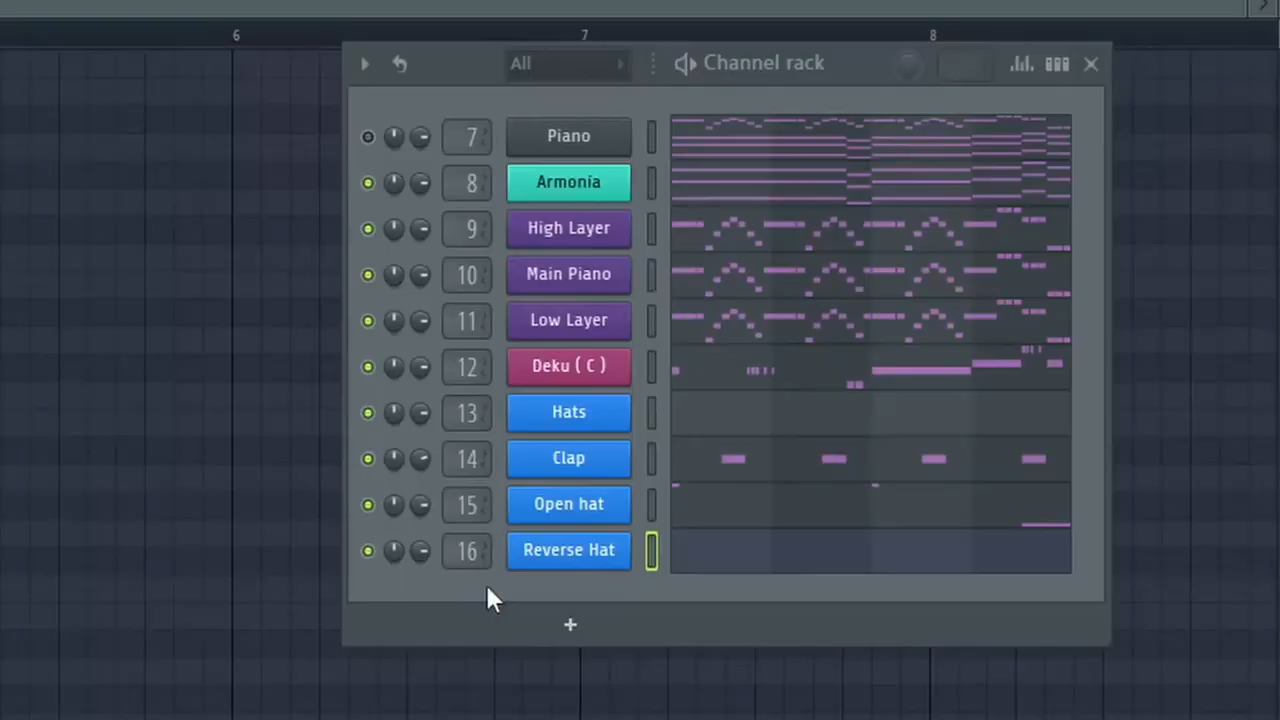 6 7 8
All Channel rack
7 Piano
8 Armonía
9 High Layer
10 Main Piano
11 Low Layer
12 Deku ( C )
13 Hats
14 Clap
15 Open hat
16 Reverse Hat
+